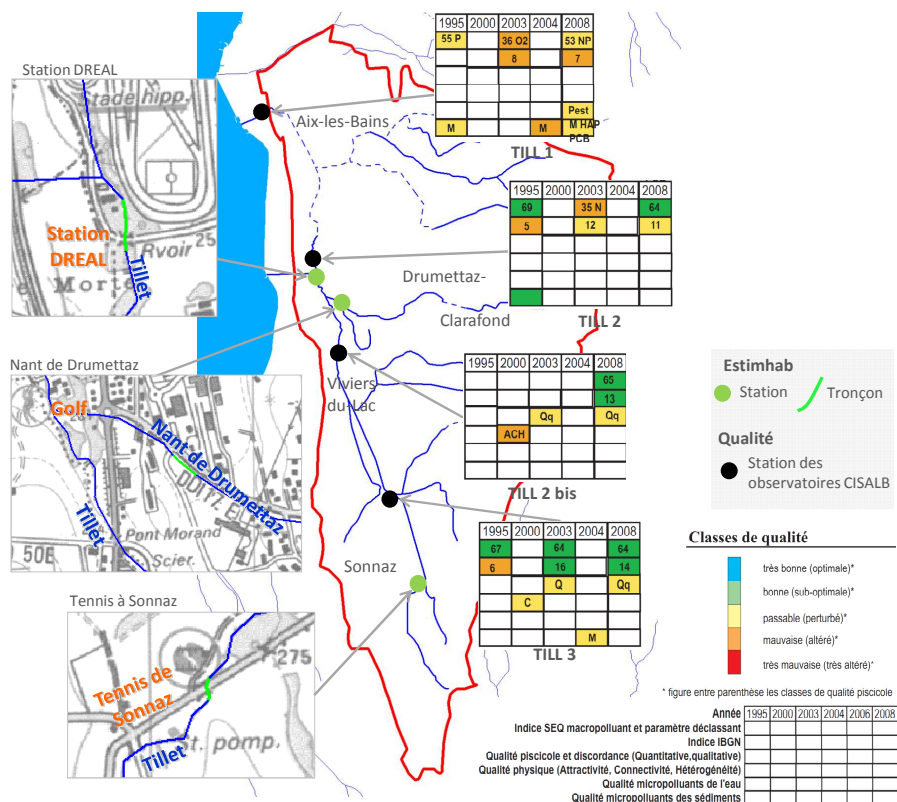 Station DREAL
Stade hipp.
Station
DREAL
Rvoir 25
Morte
Tillet
Nant de Drumettaz
Golf
Nant de Drumettaz
Tillet
Pont Morand
50E
Scier.
Tennis à Sonnaz
275
Tennis de
Sonnaz
St. pomp.
Tillet
Aix-les-Bains
Drumettaz-
Clarafond
Viviers
du-Lac
Sonnaz
1995 2000 2003 2004 2008
55 P 36 O2 53 NP
8 7
Pest
M M M HAP
PCB
TILL 1
1995 2000 2003 2004 2008
69 35 N 64
5 12 11
TILL 2
1995 2000 2003 2004 2008
65
13
Qq Qq
ACH
TILL 2 bis
1995 2000 2003 2004 2008
67 64 64
6 16 14
Q Qq
C
M
TILL 3
Estimhab
Station Tronçon
Qualité
Station des
observatoires CISALB
Classes de qualité
très bonne (optimale)*
bonne (sub-optimale)*
passable (perturbé)*
mauvaise (altéré)*
très mauvaise (très altéré)*
* figure entre parenthèse les classes de qualité piscicole
Année 1995 2000 2003 2004 2006 2008
Indice SEQ macropolluant et paramètre déclassant
Indice IBGN
Qualité piscicole et discordance (Quantitative,qualitative)
Qualité physique (Attractivité, Connectivité, Hétérogénéité)
Qualité micropolluants de l'eau
Qualité micropolluants des sédiments